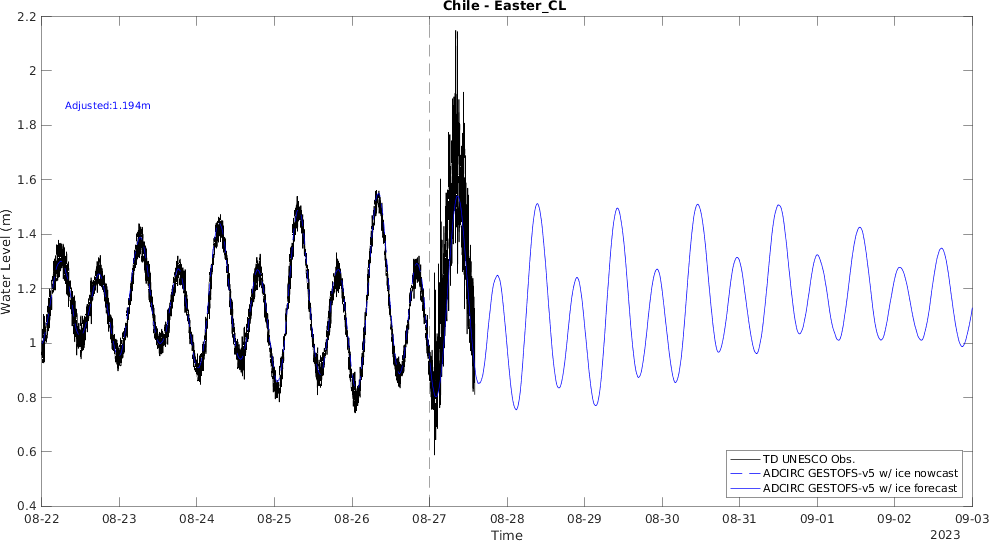 Chile - Easter_CL
2.2
2
1.8
1.6
1.4
1.2
1
0.8
0.6
0.4
Water Level (m)
Adjusted:1.194m
TD UNESCO Obs.
ADCIRC GESTOFS-v5 w/ ice nowcast
ADCIRC GESTOFS-v5 w/ ice forecast
08-22 08-23 08-24 08-25 08-26 08-27 08-28 08-29 08-30 08-31 09-01 09-02 09-03
Time
2023